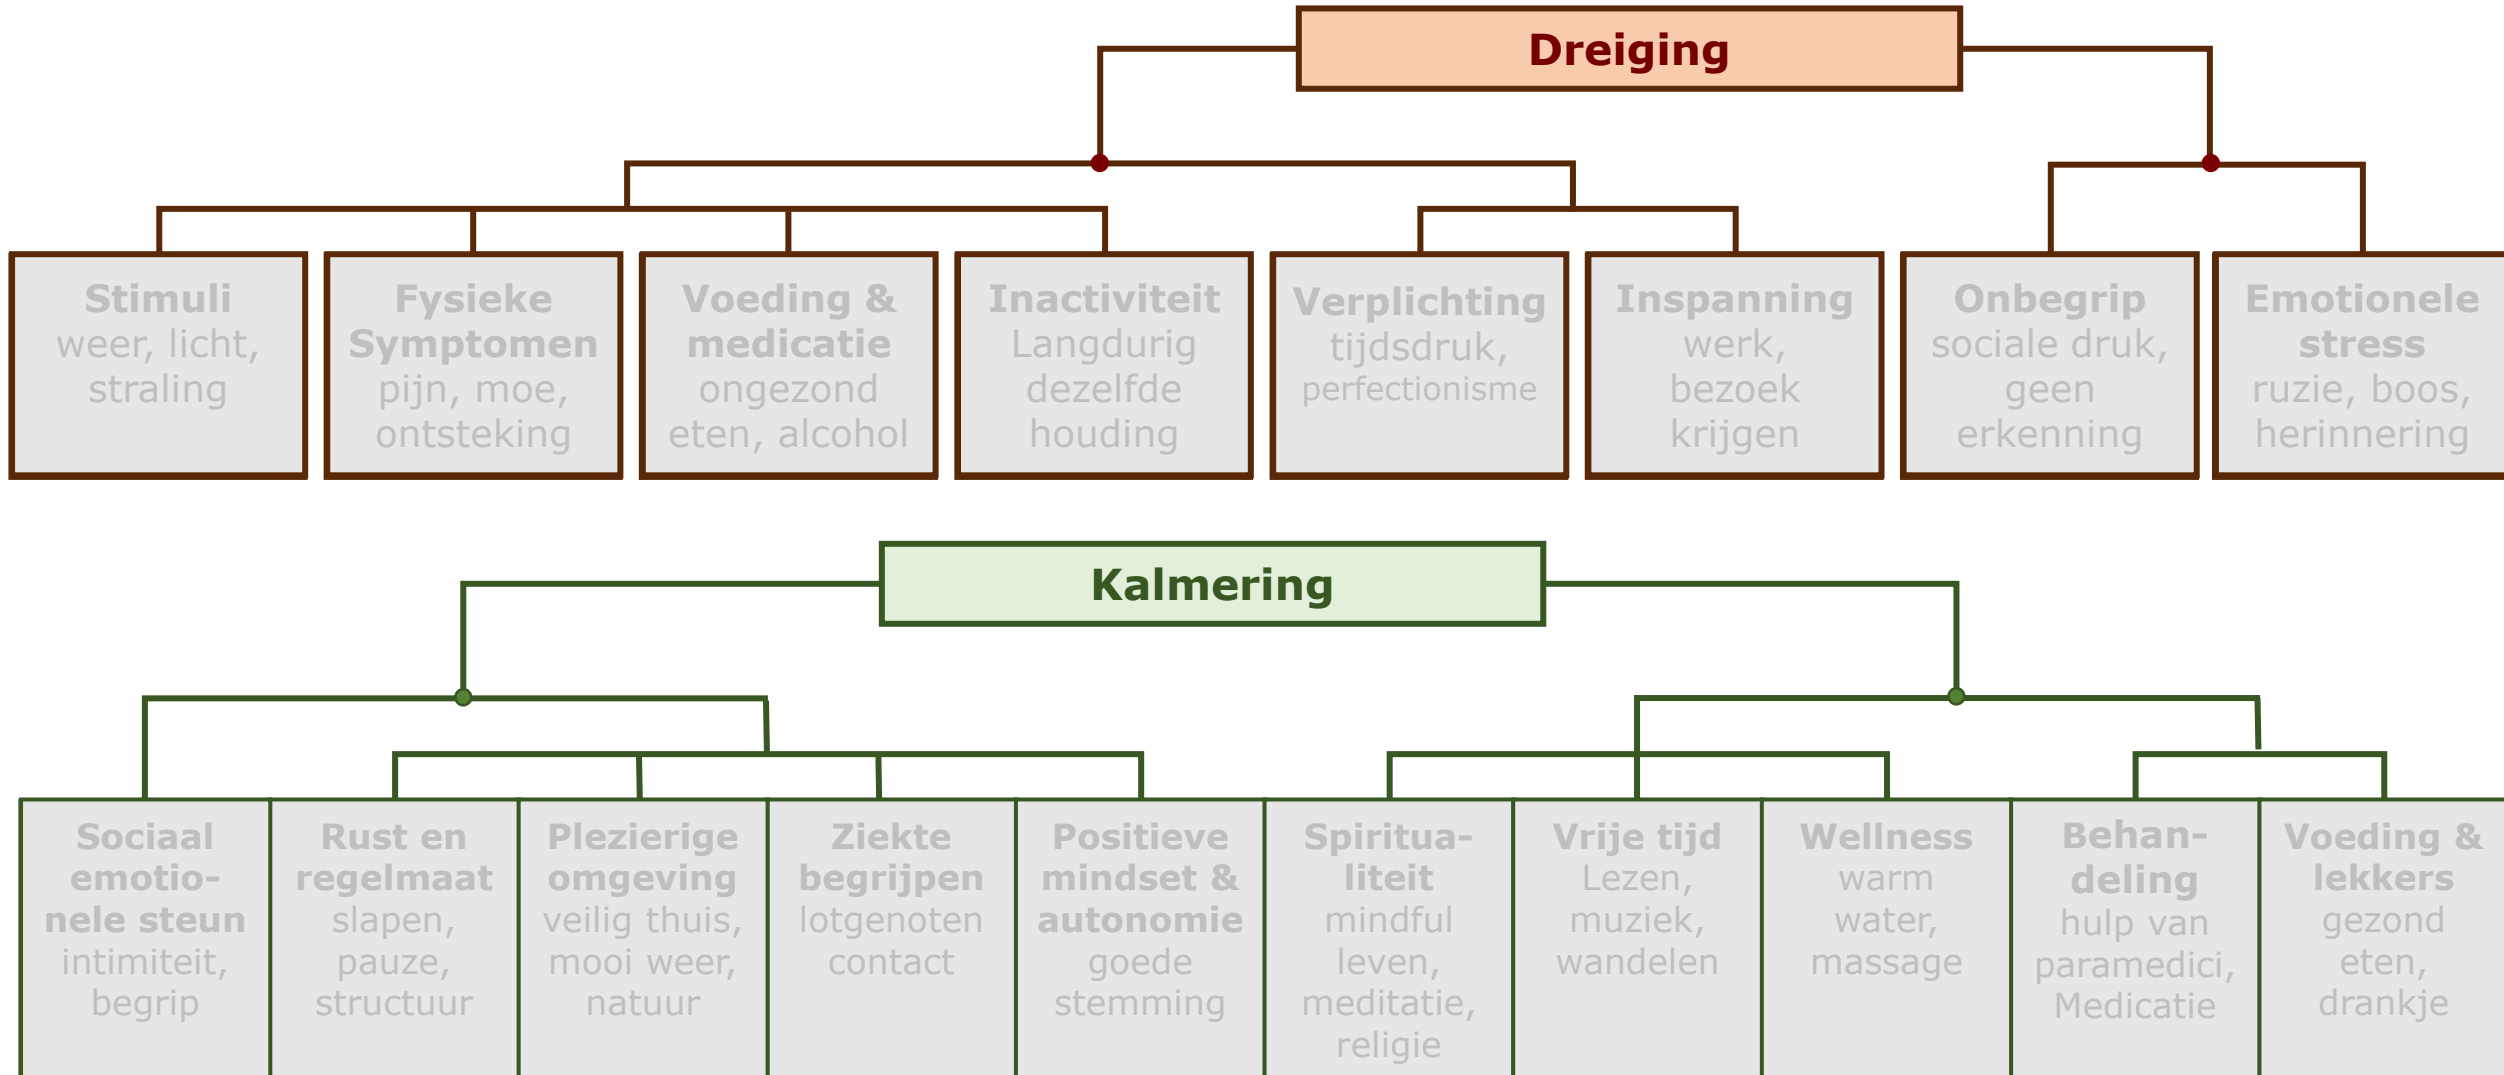 Dreiging
Stimuli
weer, licht,
straling
Fysieke
Symptomen
pijn, moe,
ontsteking
Voeding &
medicatie
ongezond
eten, alcohol
Inactiviteit
Langdurig
dezelfde
houding
Verplichting
tijdsdruk,
perfectionisme
Inspanning
werk,
bezoek
krijgen
Onbegrip
sociale druk,
geen
erkenning
Emotionele
stress
ruzie, boos,
herinnering
Kalmering
Sociaal
emotio-
nele steun
intimiteit,
begrip
Rust en
regelmaat
slapen,
pauze,
structuur
Plezierige
omgeving
veilig thuis,
mooi weer,
natuur
Ziekte
begrijpen
lotgenoten
contact
Positieve
mindset &
autonomie
goede
stemming
Spiritua-
liteit
mindful
leven,
meditatie,
religie
Vrije tijd
Lezen,
muziek,
wandelen
Wellness
warm
water,
massage
Behan-
deling
hulp van
paramedici,
Medicatie
Voeding &
lekkers
gezond
eten,
drankje